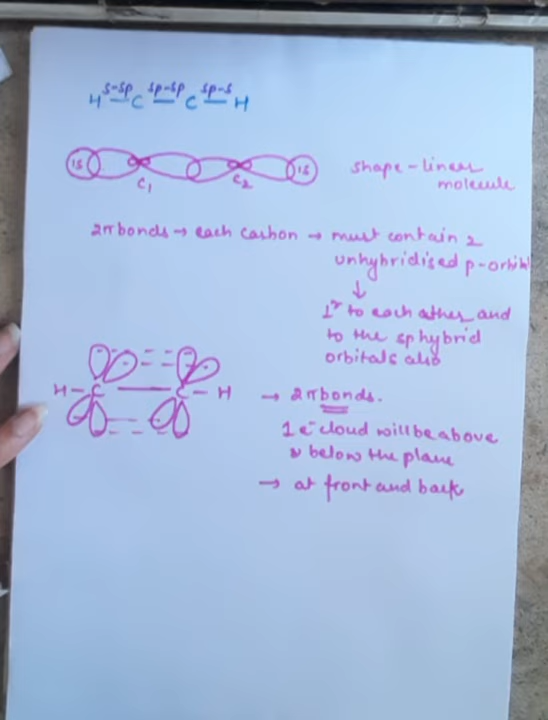 s-sp sp-sp sp-s
H — C — C — H
1s 1s
C1 C2
shape - linear
molecule
2π bonds → each carbon → must contain 2
unhybridised p-orbit
↓
1r to each other and
to the sp hybrid
orbitals also
H - C — C - H
→ 2π bonds.
1 e⁻ cloud will be above
& below the plane
→ at front and back